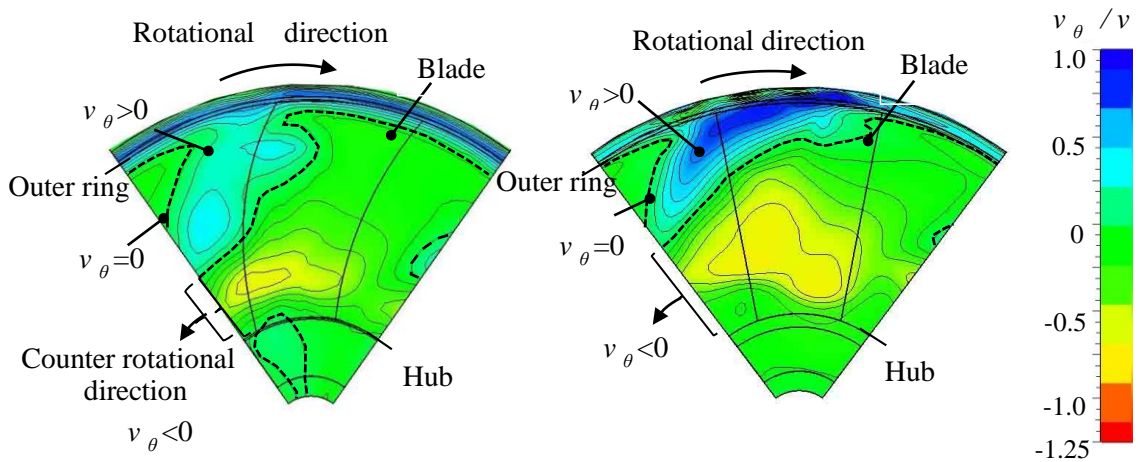 Rotational direction
Blade
v θ>0
Outer ring
v θ=0
Counter rotational
direction
v θ<0
Hub
Rotational direction
Blade
v θ>0
Outer ring
v θ=0
v θ<0
Hub
v θ /v
1.0
0.5
0
-0.5
-1.0
-1.25